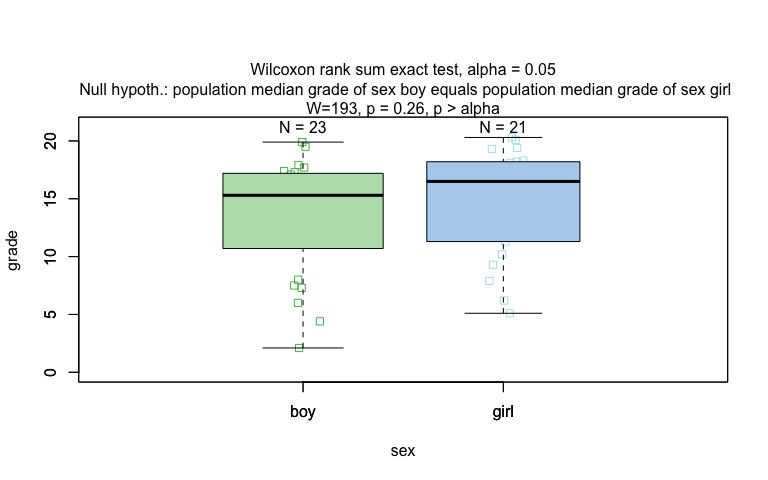 Wilcoxon rank sum exact test, alpha = 0.05
Null hypoth.: population median grade of sex boy equals population median grade of sex girl
W=193, p = 0.26, p > alpha
N = 23 N = 21
20
15
10
5
0
grade
boy girl
sex